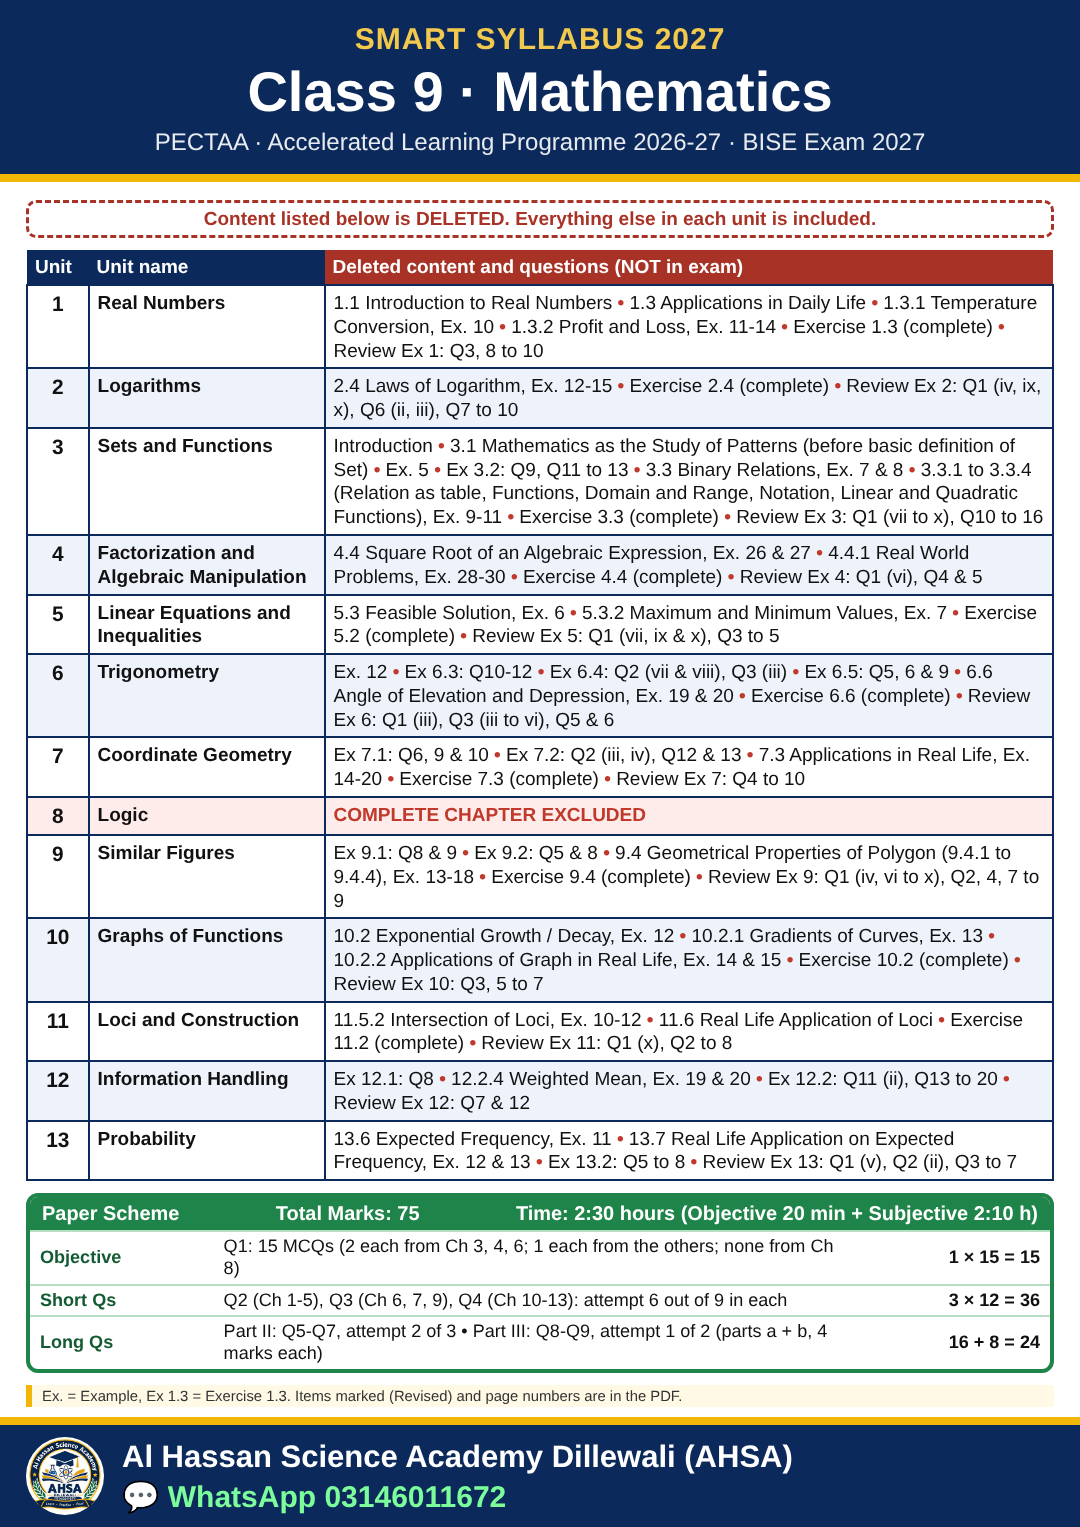 SMART SYLLABUS 2027
Class 9 · Mathematics
PECTAA · Accelerated Learning Programme 2026-27 · BISE Exam 2027
Content listed below is DELETED. Everything else in each unit is included.
Unit Unit name Deleted content and questions (NOT in exam)
1 Real Numbers 1.1 Introduction to Real Numbers • 1.3 Applications in Daily Life • 1.3.1 Temperature
Conversion, Ex. 10 • 1.3.2 Profit and Loss, Ex. 11-14 • Exercise 1.3 (complete) •
Review Ex 1: Q3, 8 to 10
2 Logarithms 2.4 Laws of Logarithm, Ex. 12-15 • Exercise 2.4 (complete) • Review Ex 2: Q1 (iv, ix,
x), Q6 (ii, iii), Q7 to 10
3 Sets and Functions Introduction • 3.1 Mathematics as the Study of Patterns (before basic definition of
Set) • Ex. 5 • Ex 3.2: Q9, Q11 to 13 • 3.3 Binary Relations, Ex. 7 & 8 • 3.3.1 to 3.3.4
(Relation as table, Functions, Domain and Range, Notation, Linear and Quadratic
Functions), Ex. 9-11 • Exercise 3.3 (complete) • Review Ex 3: Q1 (vii to x), Q10 to 16
4 Factorization and 4.4 Square Root of an Algebraic Expression, Ex. 26 & 27 • 4.4.1 Real World
Algebraic Manipulation Problems, Ex. 28-30 • Exercise 4.4 (complete) • Review Ex 4: Q1 (vi), Q4 & 5
5 Linear Equations and 5.3 Feasible Solution, Ex. 6 • 5.3.2 Maximum and Minimum Values, Ex. 7 • Exercise
Inequalities 5.2 (complete) • Review Ex 5: Q1 (vii, ix & x), Q3 to 5
6 Trigonometry Ex. 12 • Ex 6.3: Q10-12 • Ex 6.4: Q2 (vii & viii), Q3 (iii) • Ex 6.5: Q5, 6 & 9 • 6.6
Angle of Elevation and Depression, Ex. 19 & 20 • Exercise 6.6 (complete) • Review
Ex 6: Q1 (iii), Q3 (iii to vi), Q5 & 6
7 Coordinate Geometry Ex 7.1: Q6, 9 & 10 • Ex 7.2: Q2 (iii, iv), Q12 & 13 • 7.3 Applications in Real Life, Ex.
14-20 • Exercise 7.3 (complete) • Review Ex 7: Q4 to 10
8 Logic COMPLETE CHAPTER EXCLUDED
9 Similar Figures Ex 9.1: Q8 & 9 • Ex 9.2: Q5 & 8 • 9.4 Geometrical Properties of Polygon (9.4.1 to
9.4.4), Ex. 13-18 • Exercise 9.4 (complete) • Review Ex 9: Q1 (iv, vi to x), Q2, 4, 7 to
9
10 Graphs of Functions 10.2 Exponential Growth / Decay, Ex. 12 • 10.2.1 Gradients of Curves, Ex. 13 •
10.2.2 Applications of Graph in Real Life, Ex. 14 & 15 • Exercise 10.2 (complete) •
Review Ex 10: Q3, 5 to 7
11 Loci and Construction 11.5.2 Intersection of Loci, Ex. 10-12 • 11.6 Real Life Application of Loci • Exercise
11.2 (complete) • Review Ex 11: Q1 (x), Q2 to 8
12 Information Handling Ex 12.1: Q8 • 12.2.4 Weighted Mean, Ex. 19 & 20 • Ex 12.2: Q11 (ii), Q13 to 20 •
Review Ex 12: Q7 & 12
13 Probability 13.6 Expected Frequency, Ex. 11 • 13.7 Real Life Application on Expected
Frequency, Ex. 12 & 13 • Ex 13.2: Q5 to 8 • Review Ex 13: Q1 (v), Q2 (ii), Q3 to 7
Paper Scheme Total Marks: 75 Time: 2:30 hours (Objective 20 min + Subjective 2:10 h)
Objective Q1: 15 MCQs (2 each from Ch 3, 4, 6; 1 each from the others; none from Ch
8) 1 × 15 = 15
Short Qs Q2 (Ch 1-5), Q3 (Ch 6, 7, 9), Q4 (Ch 10-13): attempt 6 out of 9 in each 3 × 12 = 36
Long Qs Part II: Q5-Q7, attempt 2 of 3 • Part III: Q8-Q9, attempt 1 of 2 (parts a + b, 4
marks each) 16 + 8 = 24
Ex. = Example, Ex 1.3 = Exercise 1.3. Items marked (Revised) and page numbers are in the PDF.
Al Hassan Science Academy
AHSA
DILLEWALI
Al Hassan Science Academy Dillewali (AHSA)
WhatsApp 03146011672